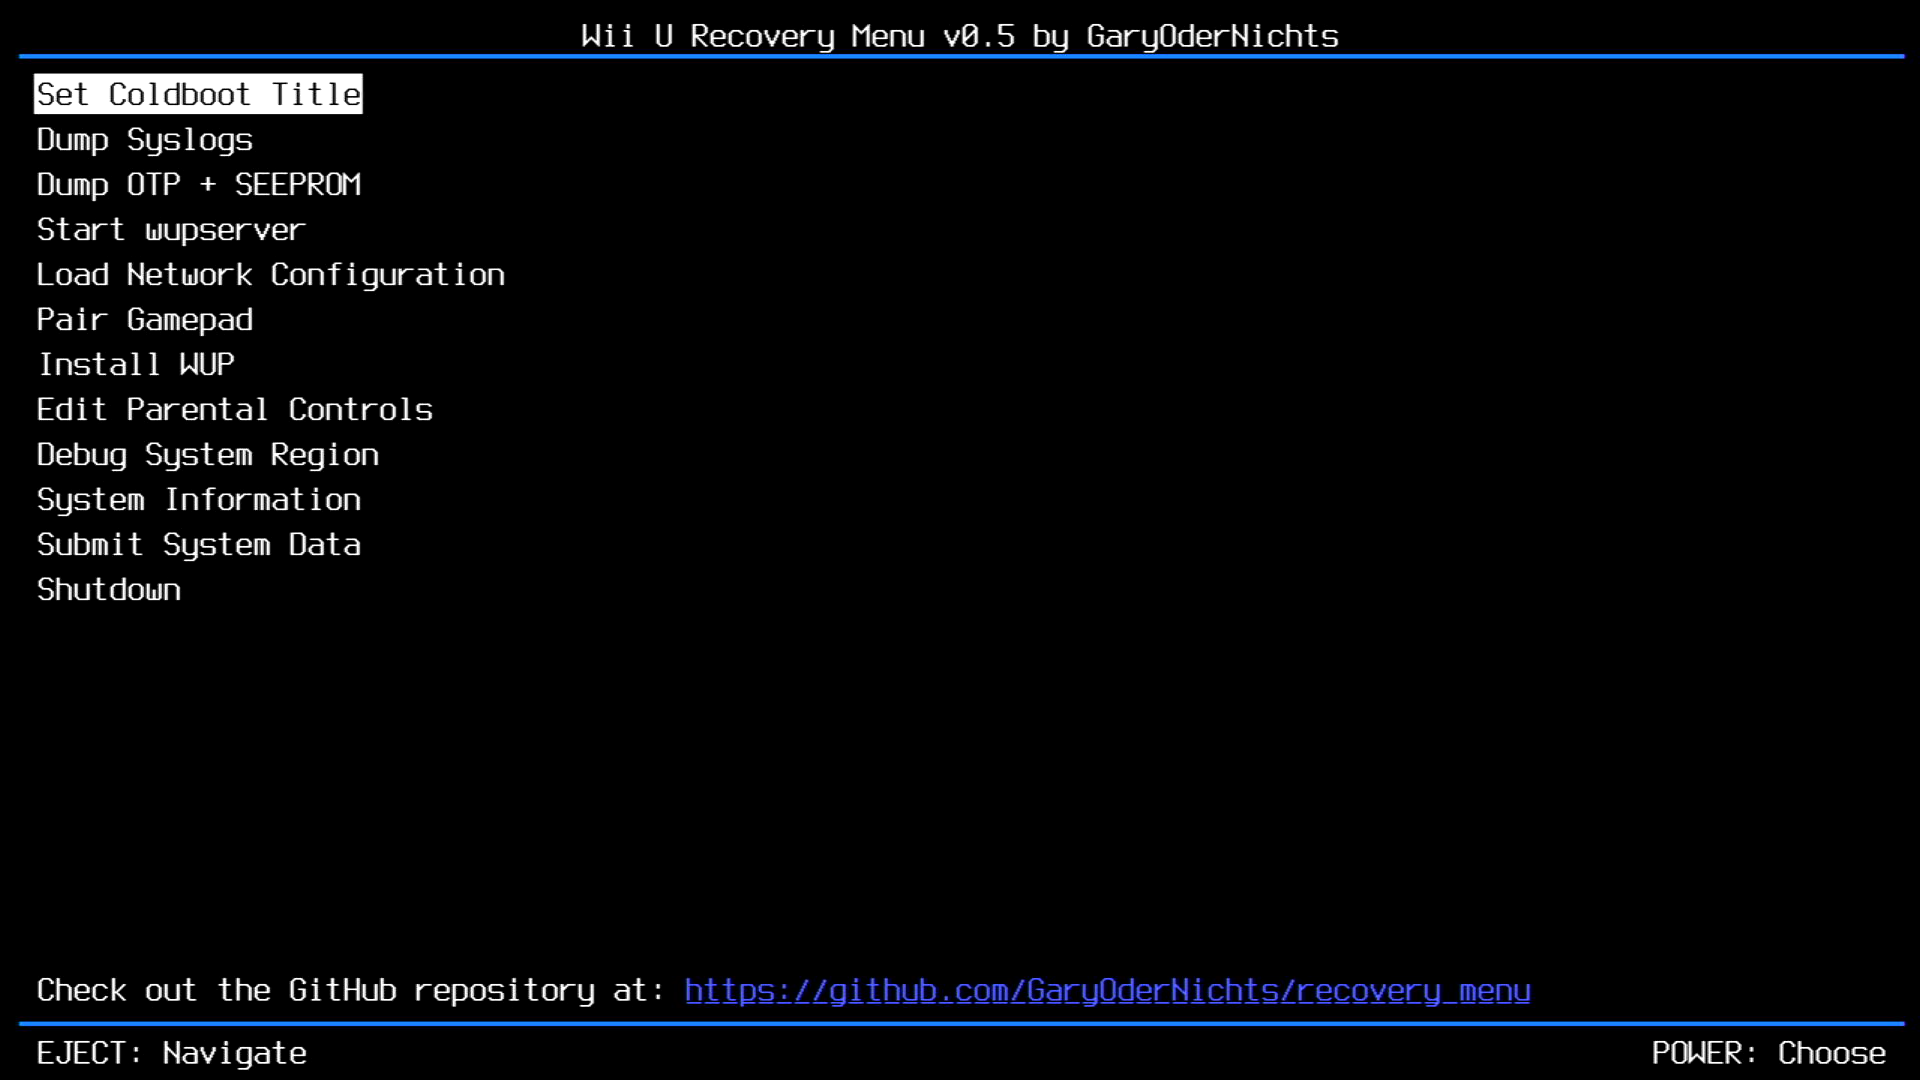 Wii U Recovery Menu v0.5 by GaryOderNichts
Set Coldboot Title
Dump Syslogs
Dump OTP + SEEPROM
Start wupserver
Load Network Configuration
Pair Gamepad
Install WUP
Edit Parental Controls
Debug System Region
System Information
Submit System Data
Shutdown
Check out the GitHub repository at: https://github.com/GaryOderNichts/recovery_menu
EJECT: Navigate
POWER: Choose